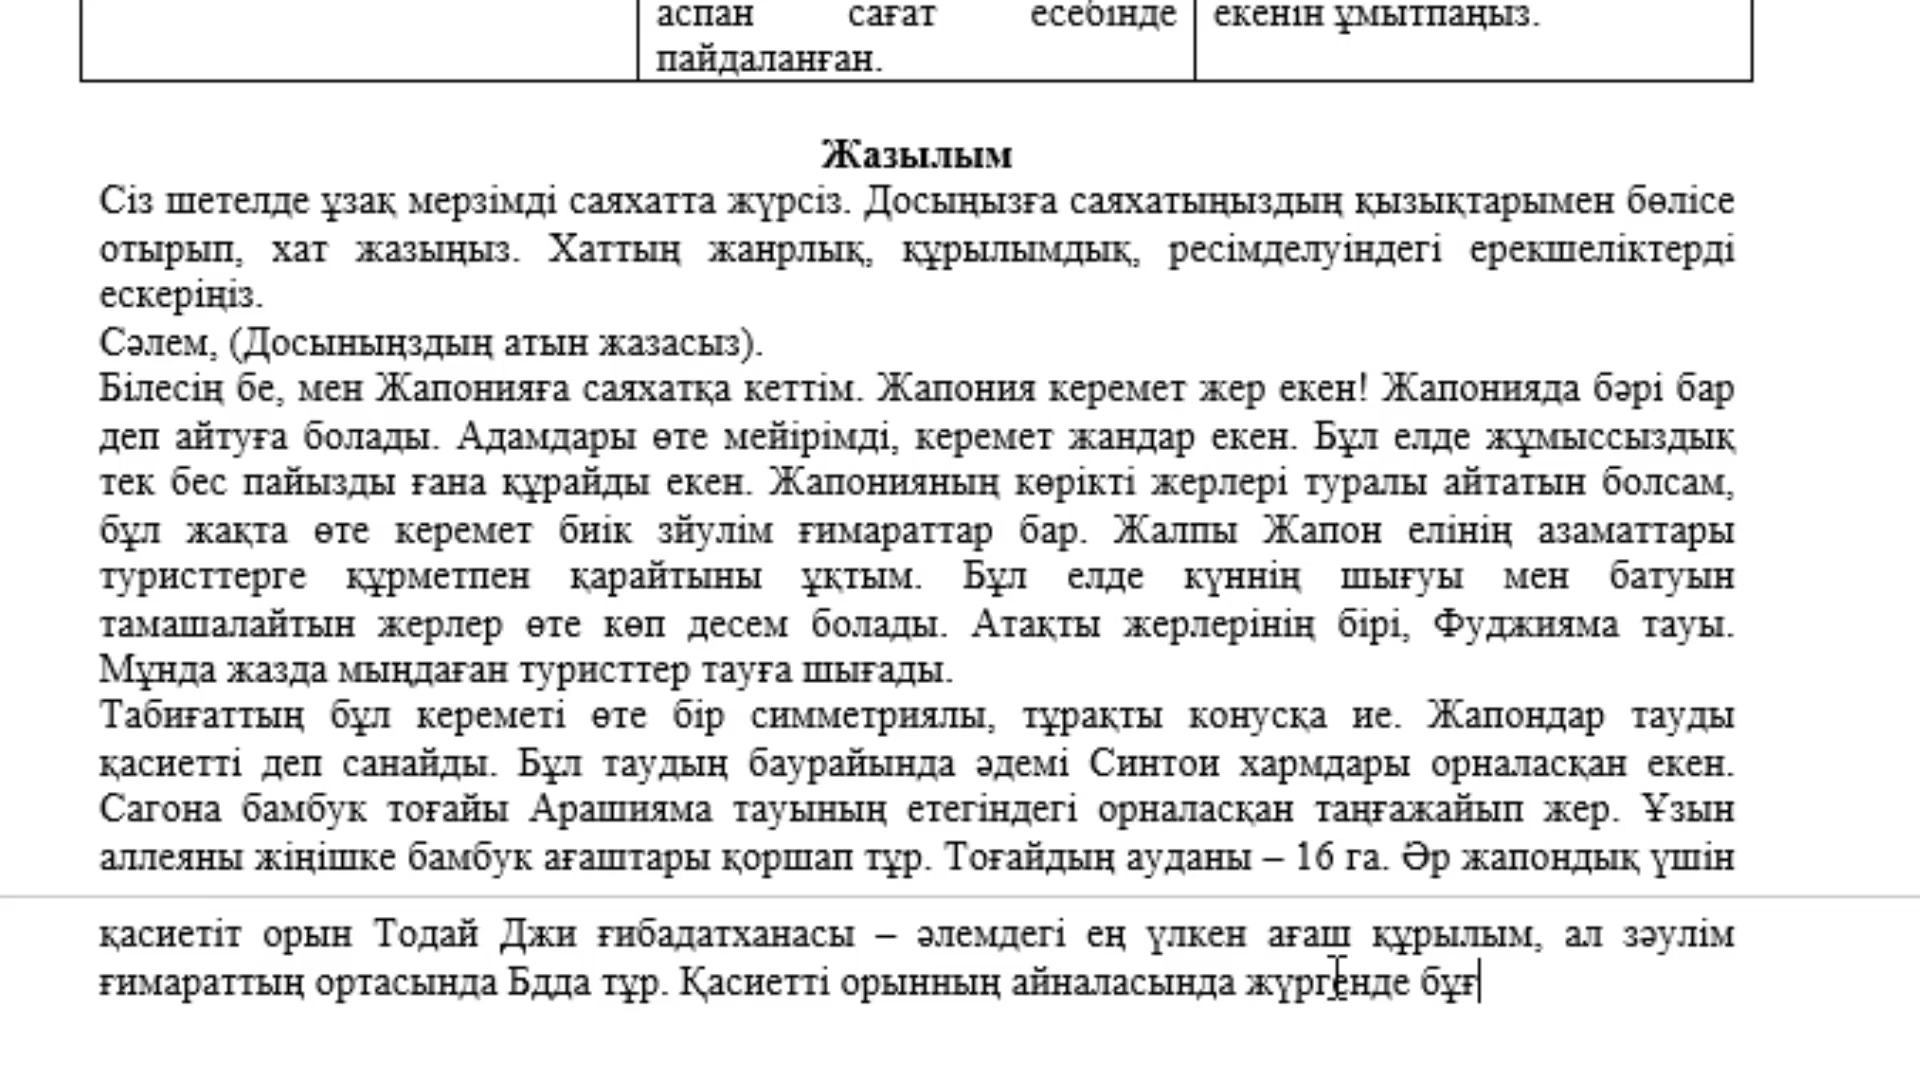 аспан сағат есебінде
пайдаланған.
екенін ұмытпаңыз.
Жазылым
Сіз шетелде ұзақ мерзімді саяхатта жүрсіз. Досыңызға саяхатыңыздың қызықтарымен бөлісе
отырып, хат жазыңыз. Хаттың жанрлық, құрылымдық, ресімделуіндегі ерекшеліктерді
ескеріңіз.
Сәлем, (Досыныңздың атын жазасыз).
Білесің бе, мен Жапонияға саяхатқа кеттім. Жапония керемет жер екен! Жапонияда бәрі бар
деп айтуға болады. Адамдары өте мейірімді, керемет жандар екен. Бұл елде жұмыссыздық
тек бес пайызды ғана құрайды екен. Жапонияның көрікті жерлері туралы айтатын болсам,
бұл жақта өте керемет биік зйулім ғимараттар бар. Жалпы Жапон елінің азаматтары
туристтерге құрметпен қарайтыны ұқтым. Бұл елде күннің шығуы мен батуын
тамашалайтын жерлер өте көп десем болады. Атақты жерлерінің бірі, Фуджияма тауы.
Мұнда жазда мыңдаған туристтер тауға шығады.
Табиғаттың бұл кереметі өте бір симметриялы, тұрақты конусқа ие. Жапондар тауды
қасиетті деп санайды. Бұл таудың баурайында әдемі Синтои хармдары орналасқан екен.
Сагона бамбук тоғайы Арашияма тауының етегіндегі орналасқан таңғажайып жер. Ұзын
аллеяны жіңішке бамбук ағаштары қоршап тұр. Тоғайдың ауданы – 16 га. Әр жапондық үшін
қасиетіт орын Тодай Джи ғибадатханасы – әлемдегі ең үлкен ағаш құрылым, ал зәулім
ғимараттың ортасында Бдда тұр. Қасиетті орынның айналасында жүргенде бұғ